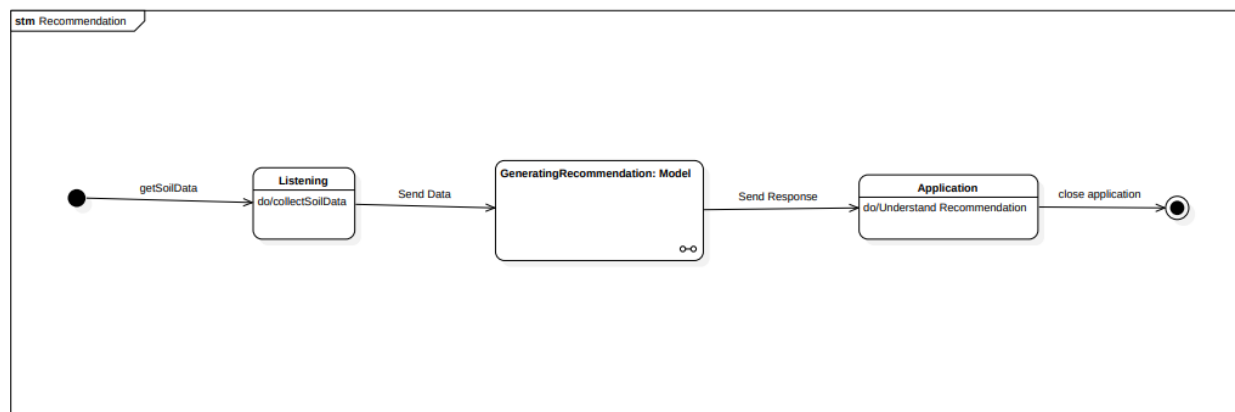 stm Recommendation
getSoilData
Listening
do/collectSoilData
Send Data
GeneratingRecommendation: Model
Send Response
Application
do/Understand Recommendation
close application